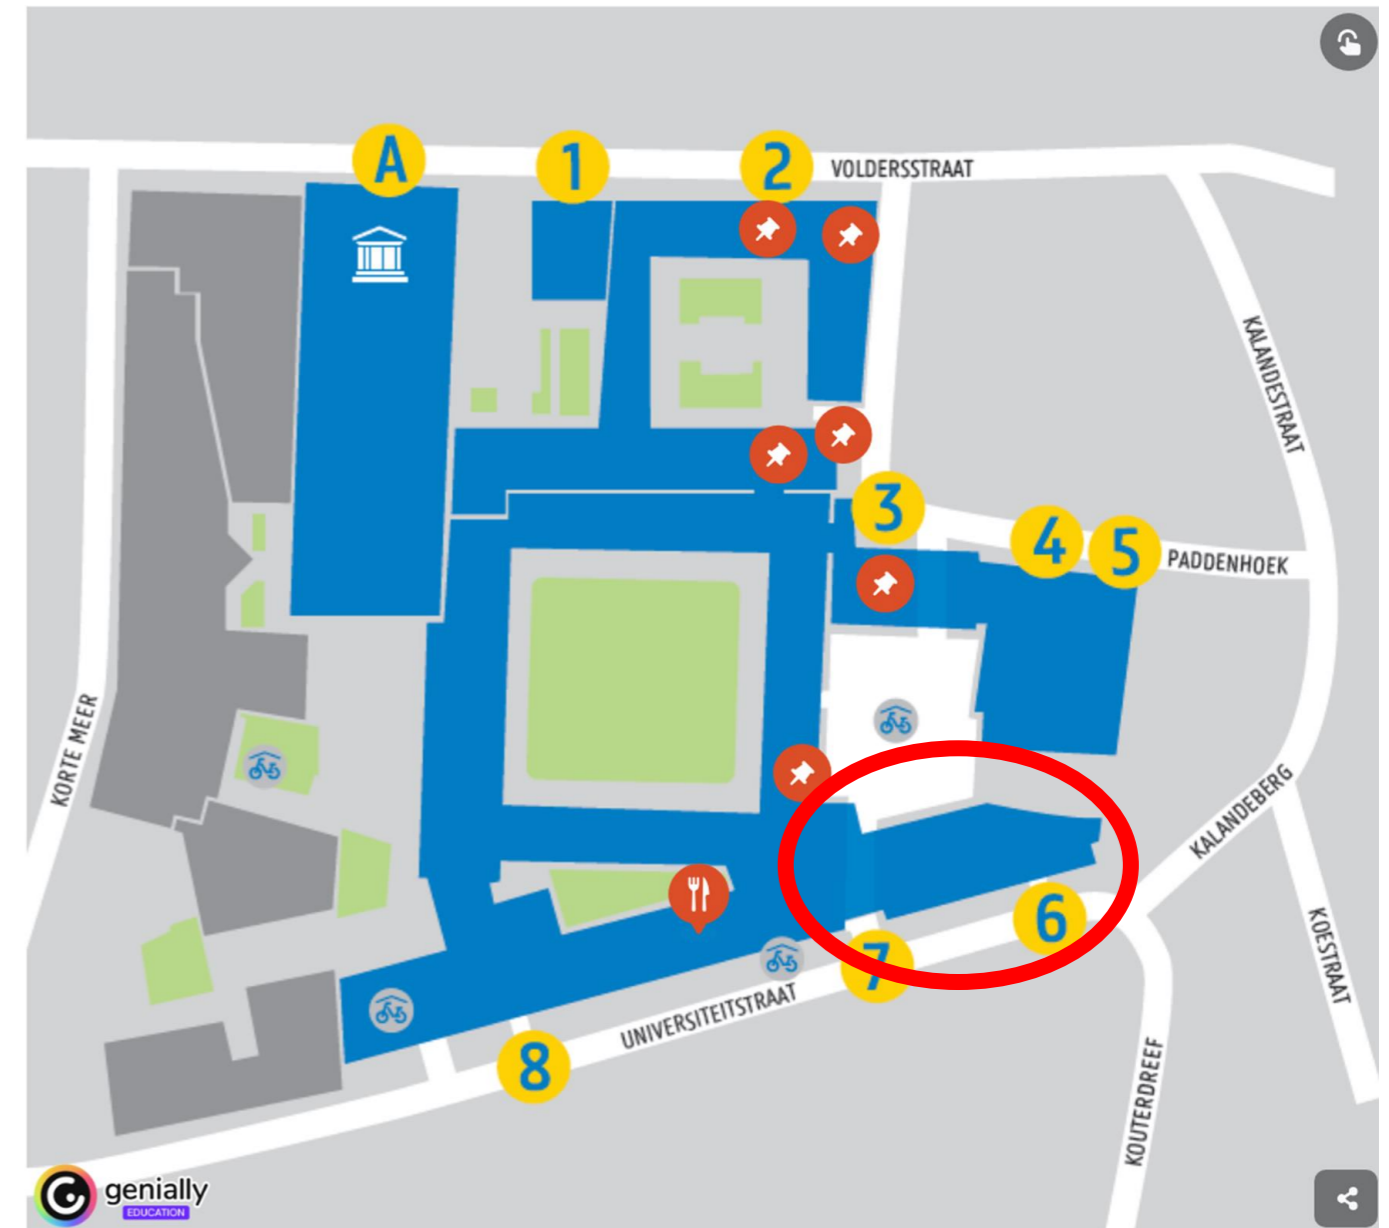 A
1
2
VOLDERSSTRAAT
KALANDESTRAAT
3
4
5
PADDENHOEK
KORTE MEER
KALANDEBERG
6
7
KOESTRAAT
UNIVERSITEITSTRAAT
8
KOUTERDREEF
genially
EDUCATION